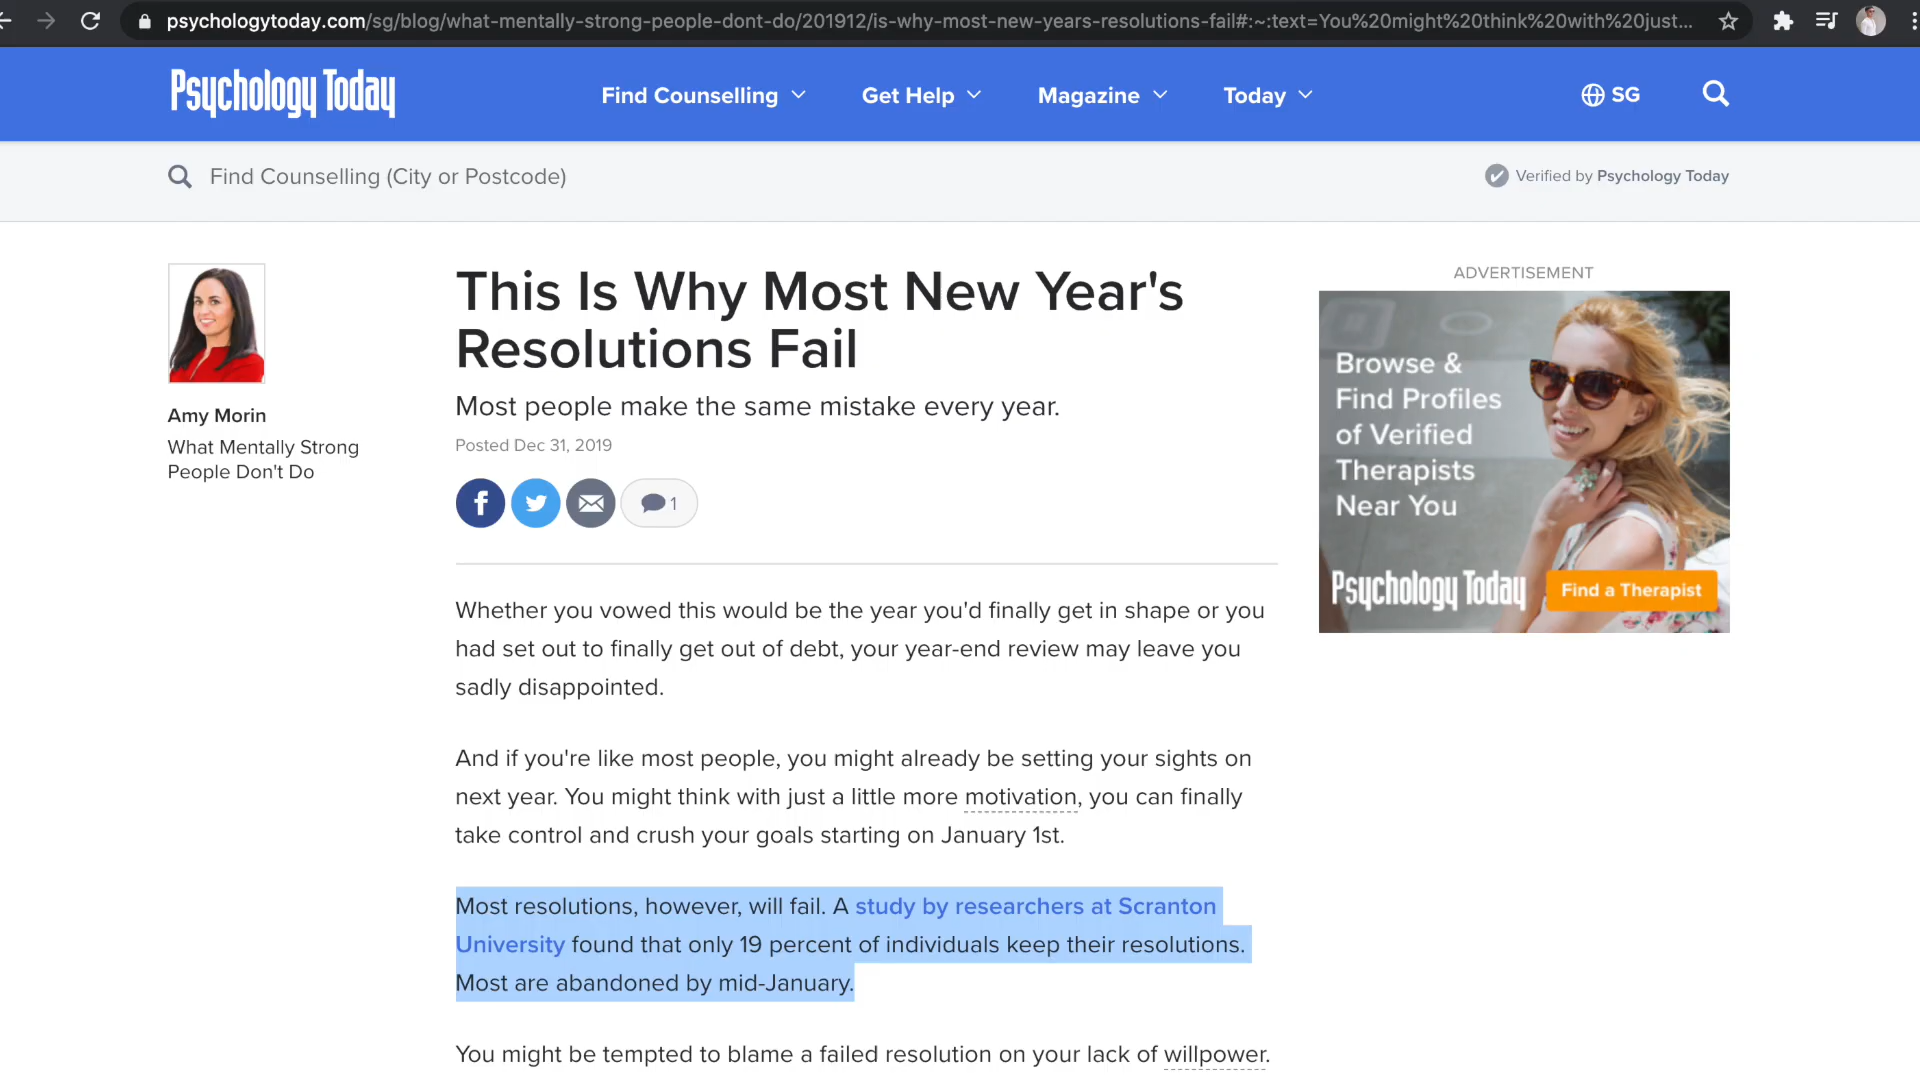 psychologytoday.com/sg/blog/what-mentally-strong-people-dont-do/201912/is-why-most-new-years-resolutions-fail#:~:text=You%20might%20think%20with%20just...
Psychology Today
Find Counselling
Get Help
Magazine
Today
SG
Find Counselling (City or Postcode)
Verified by Psychology Today
Amy Morin
What Mentally Strong
People Don't Do
This Is Why Most New Year's
Resolutions Fail
Most people make the same mistake every year.
Posted Dec 31, 2019
1
Whether you vowed this would be the year you'd finally get in shape or you
had set out to finally get out of debt, your year-end review may leave you
sadly disappointed.
And if you're like most people, you might already be setting your sights on
next year. You might think with just a little more motivation, you can finally
take control and crush your goals starting on January 1st.
Most resolutions, however, will fail. A study by researchers at Scranton
University found that only 19 percent of individuals keep their resolutions.
Most are abandoned by mid-January.
You might be tempted to blame a failed resolution on your lack of willpower.
ADVERTISEMENT
Browse &
Find Profiles
of Verified
Therapists
Near You
Psychology Today
Find a Therapist